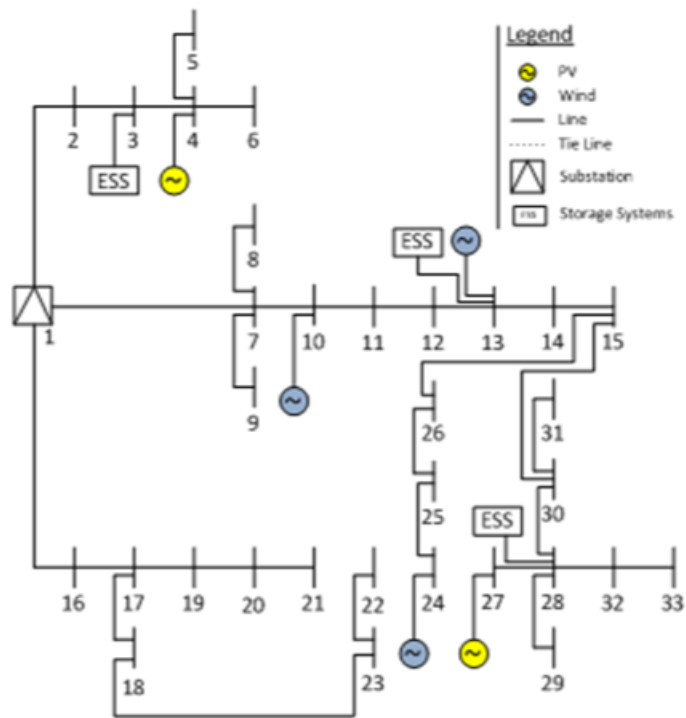 Legend
PV
Wind
Line
Tie Line
Substation
Storage Systems
5
2 3 4 6
ESS ~
8
ESS ~
1 7 10 11 12 13 14 15
~
9
26 31
25 30
ESS
16 17 19 20 21 22 24 27 28 32 33
18 23 ~ ~ 29